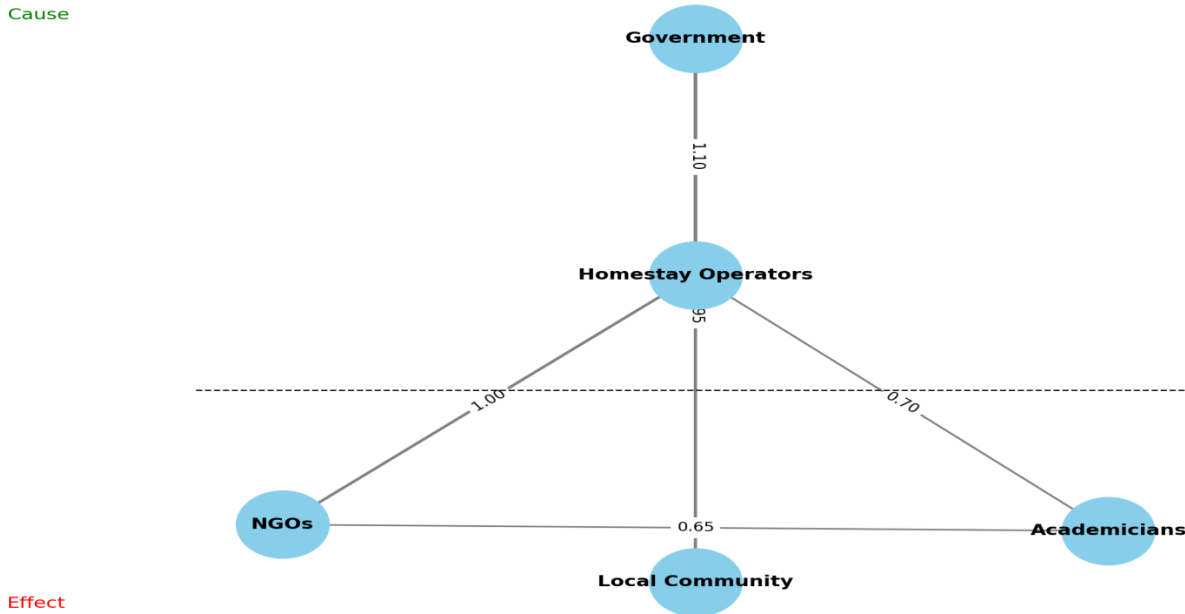 Cause
Government
1.10
Homestay Operators
95
1.00
0.70
NGOs
0.65
Academicians
Local Community
Effect